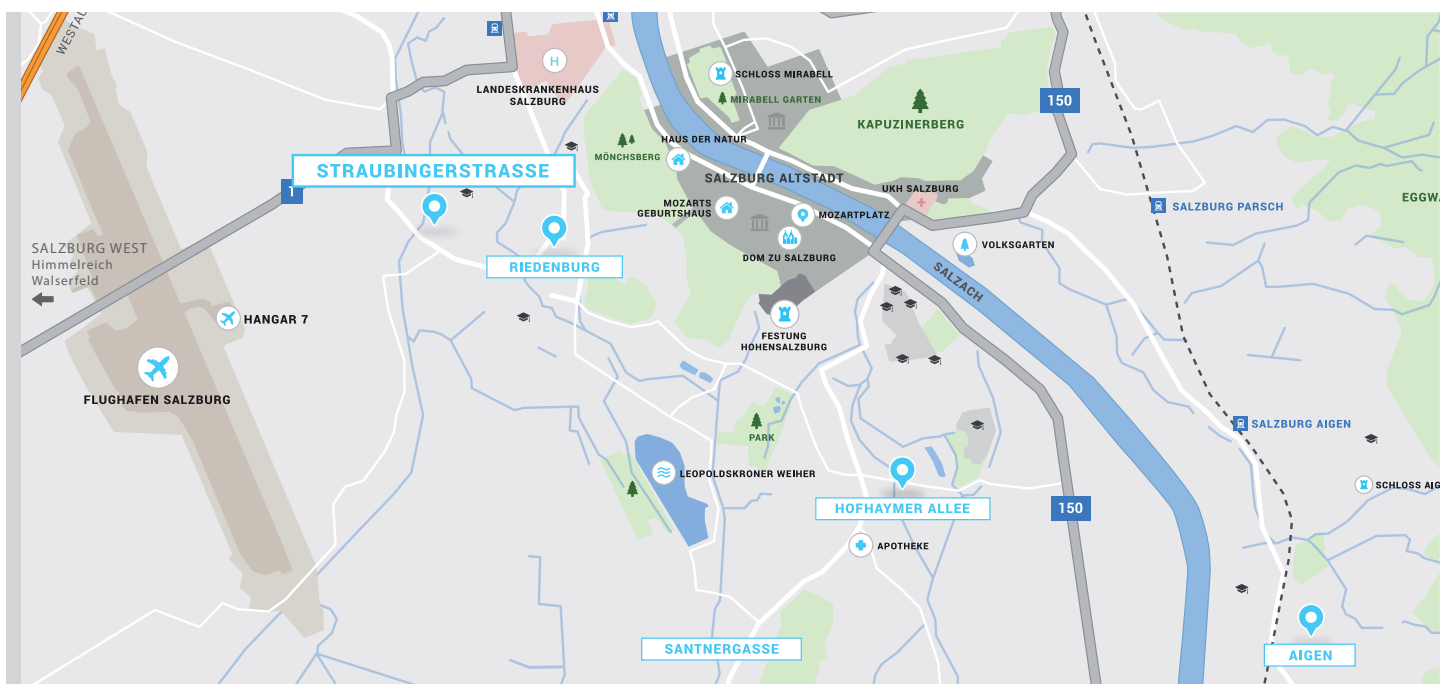 WESTAU
H
LANDESKRANKENHAUS
SALZBURG
SCHLOSS MIRABELL
MIRABELL GARTEN
KAPUZINERBERG
150
HAUS DER NATUR
MÖNCHSBERG
STRAUBINGERSTRASSE
1
SALZBURG ALTSTADT
UKH SALZBURG
EGGWA
MOZARTS
GEBURTSHAUS
MOZARTPLATZ
SALZBURG PARSCH
SALZBURG WEST
Himmelreich
Walserfeld
RIEDENBURG
DOM ZU SALZBURG
VOLKSGARTEN
SALZACH
HANGAR 7
FESTUNG
HOHENSALZBURG
FLUGHAFEN SALZBURG
PARK
SALZBURG AIGEN
LEOPOLDSKRONER WEIHER
SCHLOSS AIG
HOFHAYMER ALLEE
150
APOTHEKE
SANTNERGASSE
AIGEN